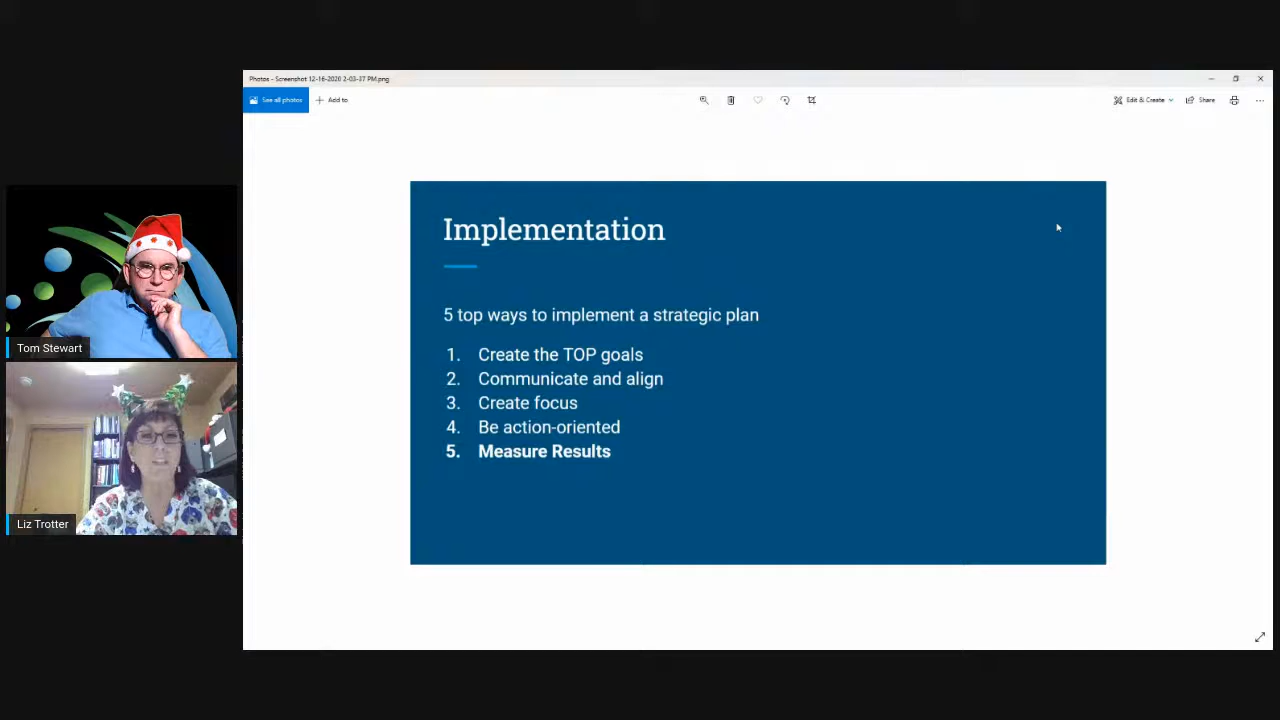 Photos - Screenshot 12-16-2020 2-03-37 PM.png
See all photos
Add to
Edit & Create
Share
Implementation
5 top ways to implement a strategic plan
1. Create the TOP goals
2. Communicate and align
3. Create focus
4. Be action-oriented
5. Measure Results
Tom Stewart
Liz Trotter